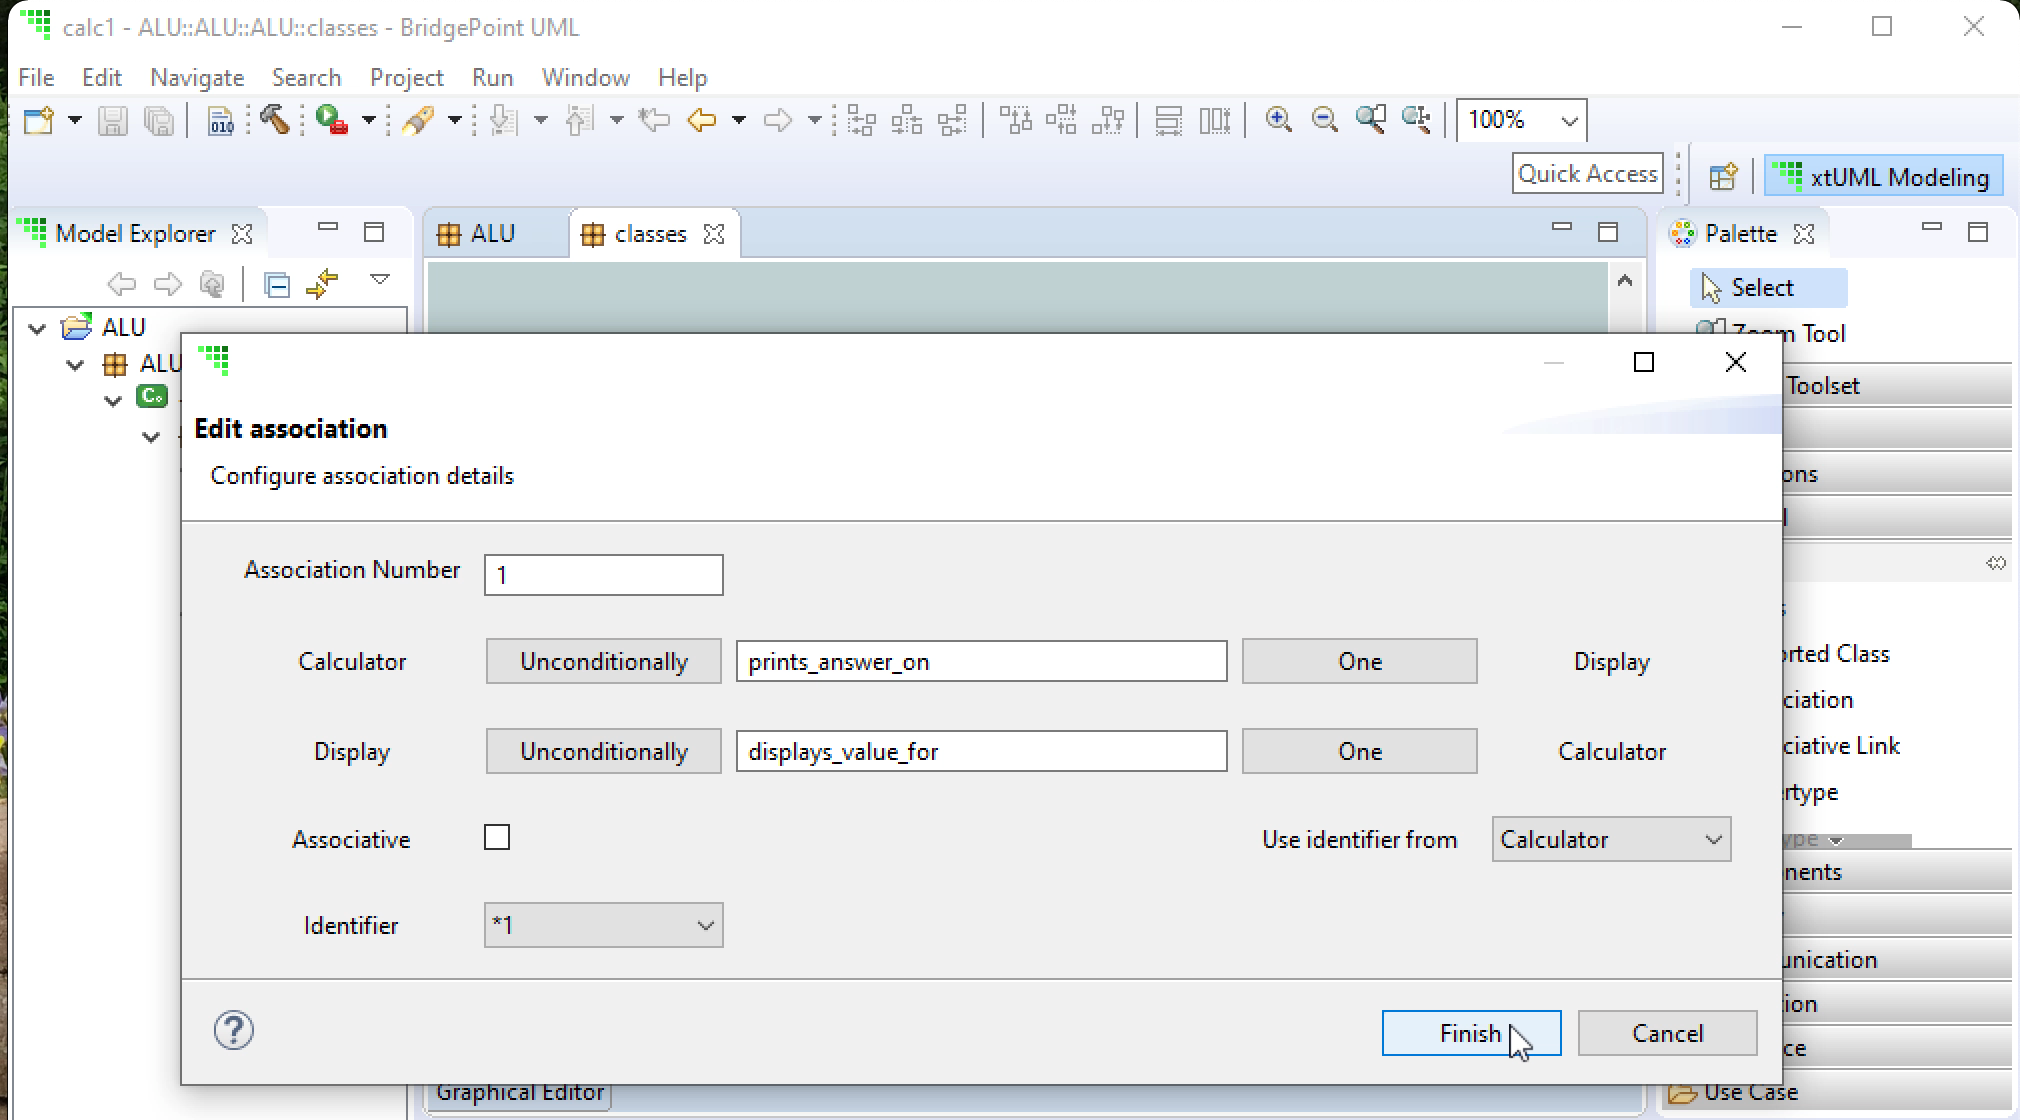 calc1 - ALU::ALU::ALU::classes - BridgePoint UML
File Edit Navigate Search Project Run Window Help
010
100%
Quick Access
xtUML Modeling
Model Explorer
ALU
classes
Palette
Select
ALU
Zoom Tool
ALU
Toolset
Edit association
ons
Configure association details
Association Number 1
Calculator Unconditionally prints_answer_on One Display
orted Class
ciation
Display Unconditionally displays_value_for One Calculator
ciative Link
rtype
Associative
Use identifier from Calculator
ype
nents
Identifier *1
unication
ion
Finish
Cancel
ce
Graphical Editor
Use Case